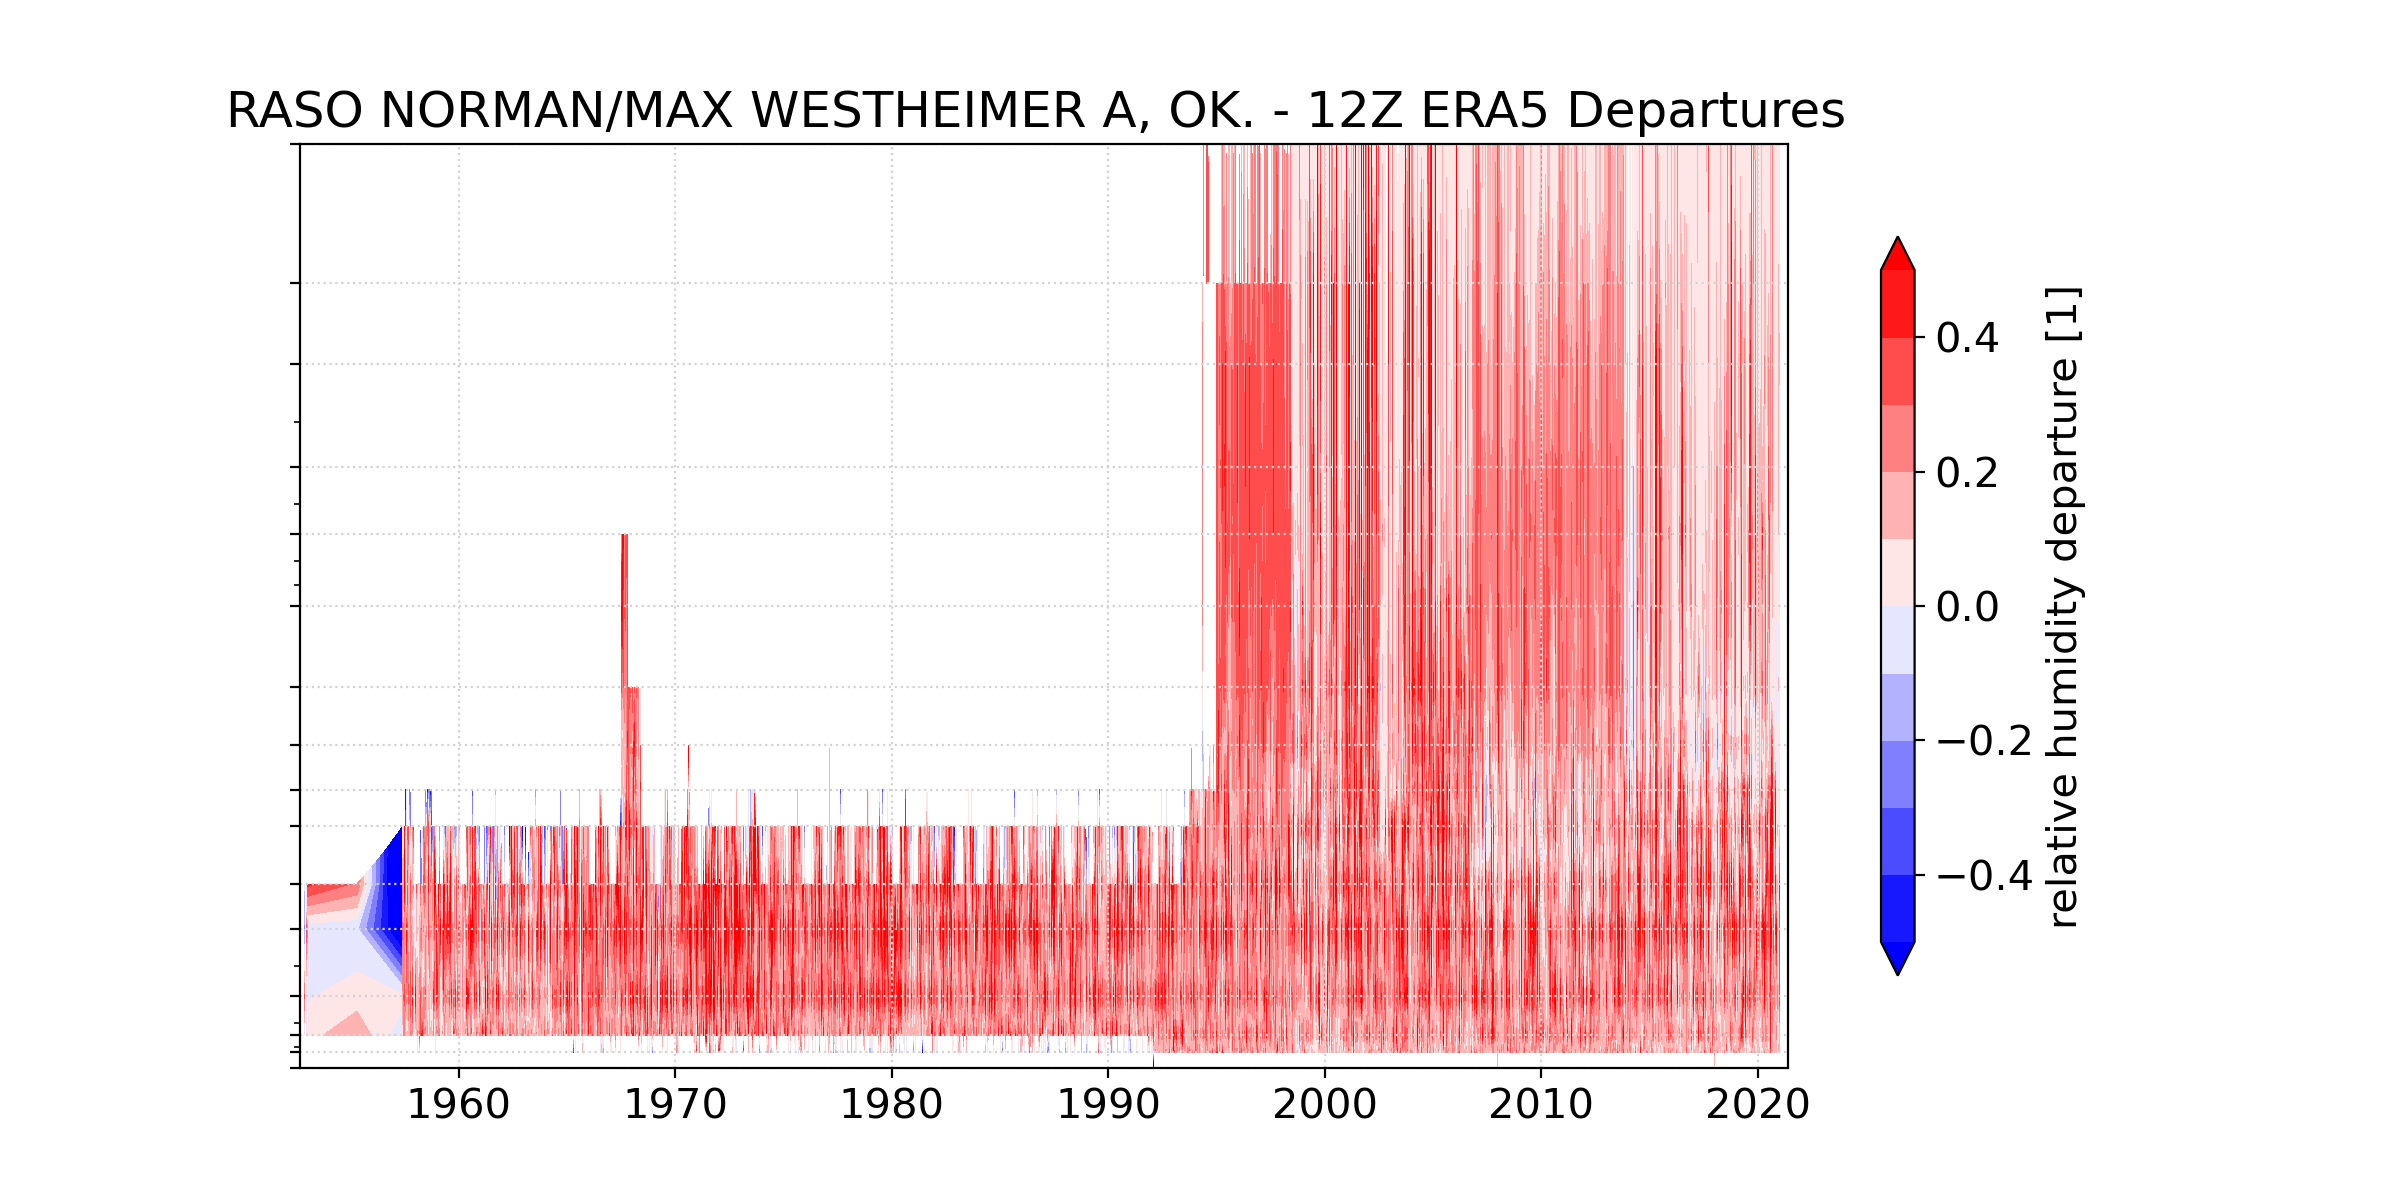 RASO NORMAN/MAX WESTHEIMER A, OK. - 12Z ERA5 Departures
0.4
0.2
0.0
−0.2
−0.4
relative humidity departure [1]
1960 1970 1980 1990 2000 2010 2020